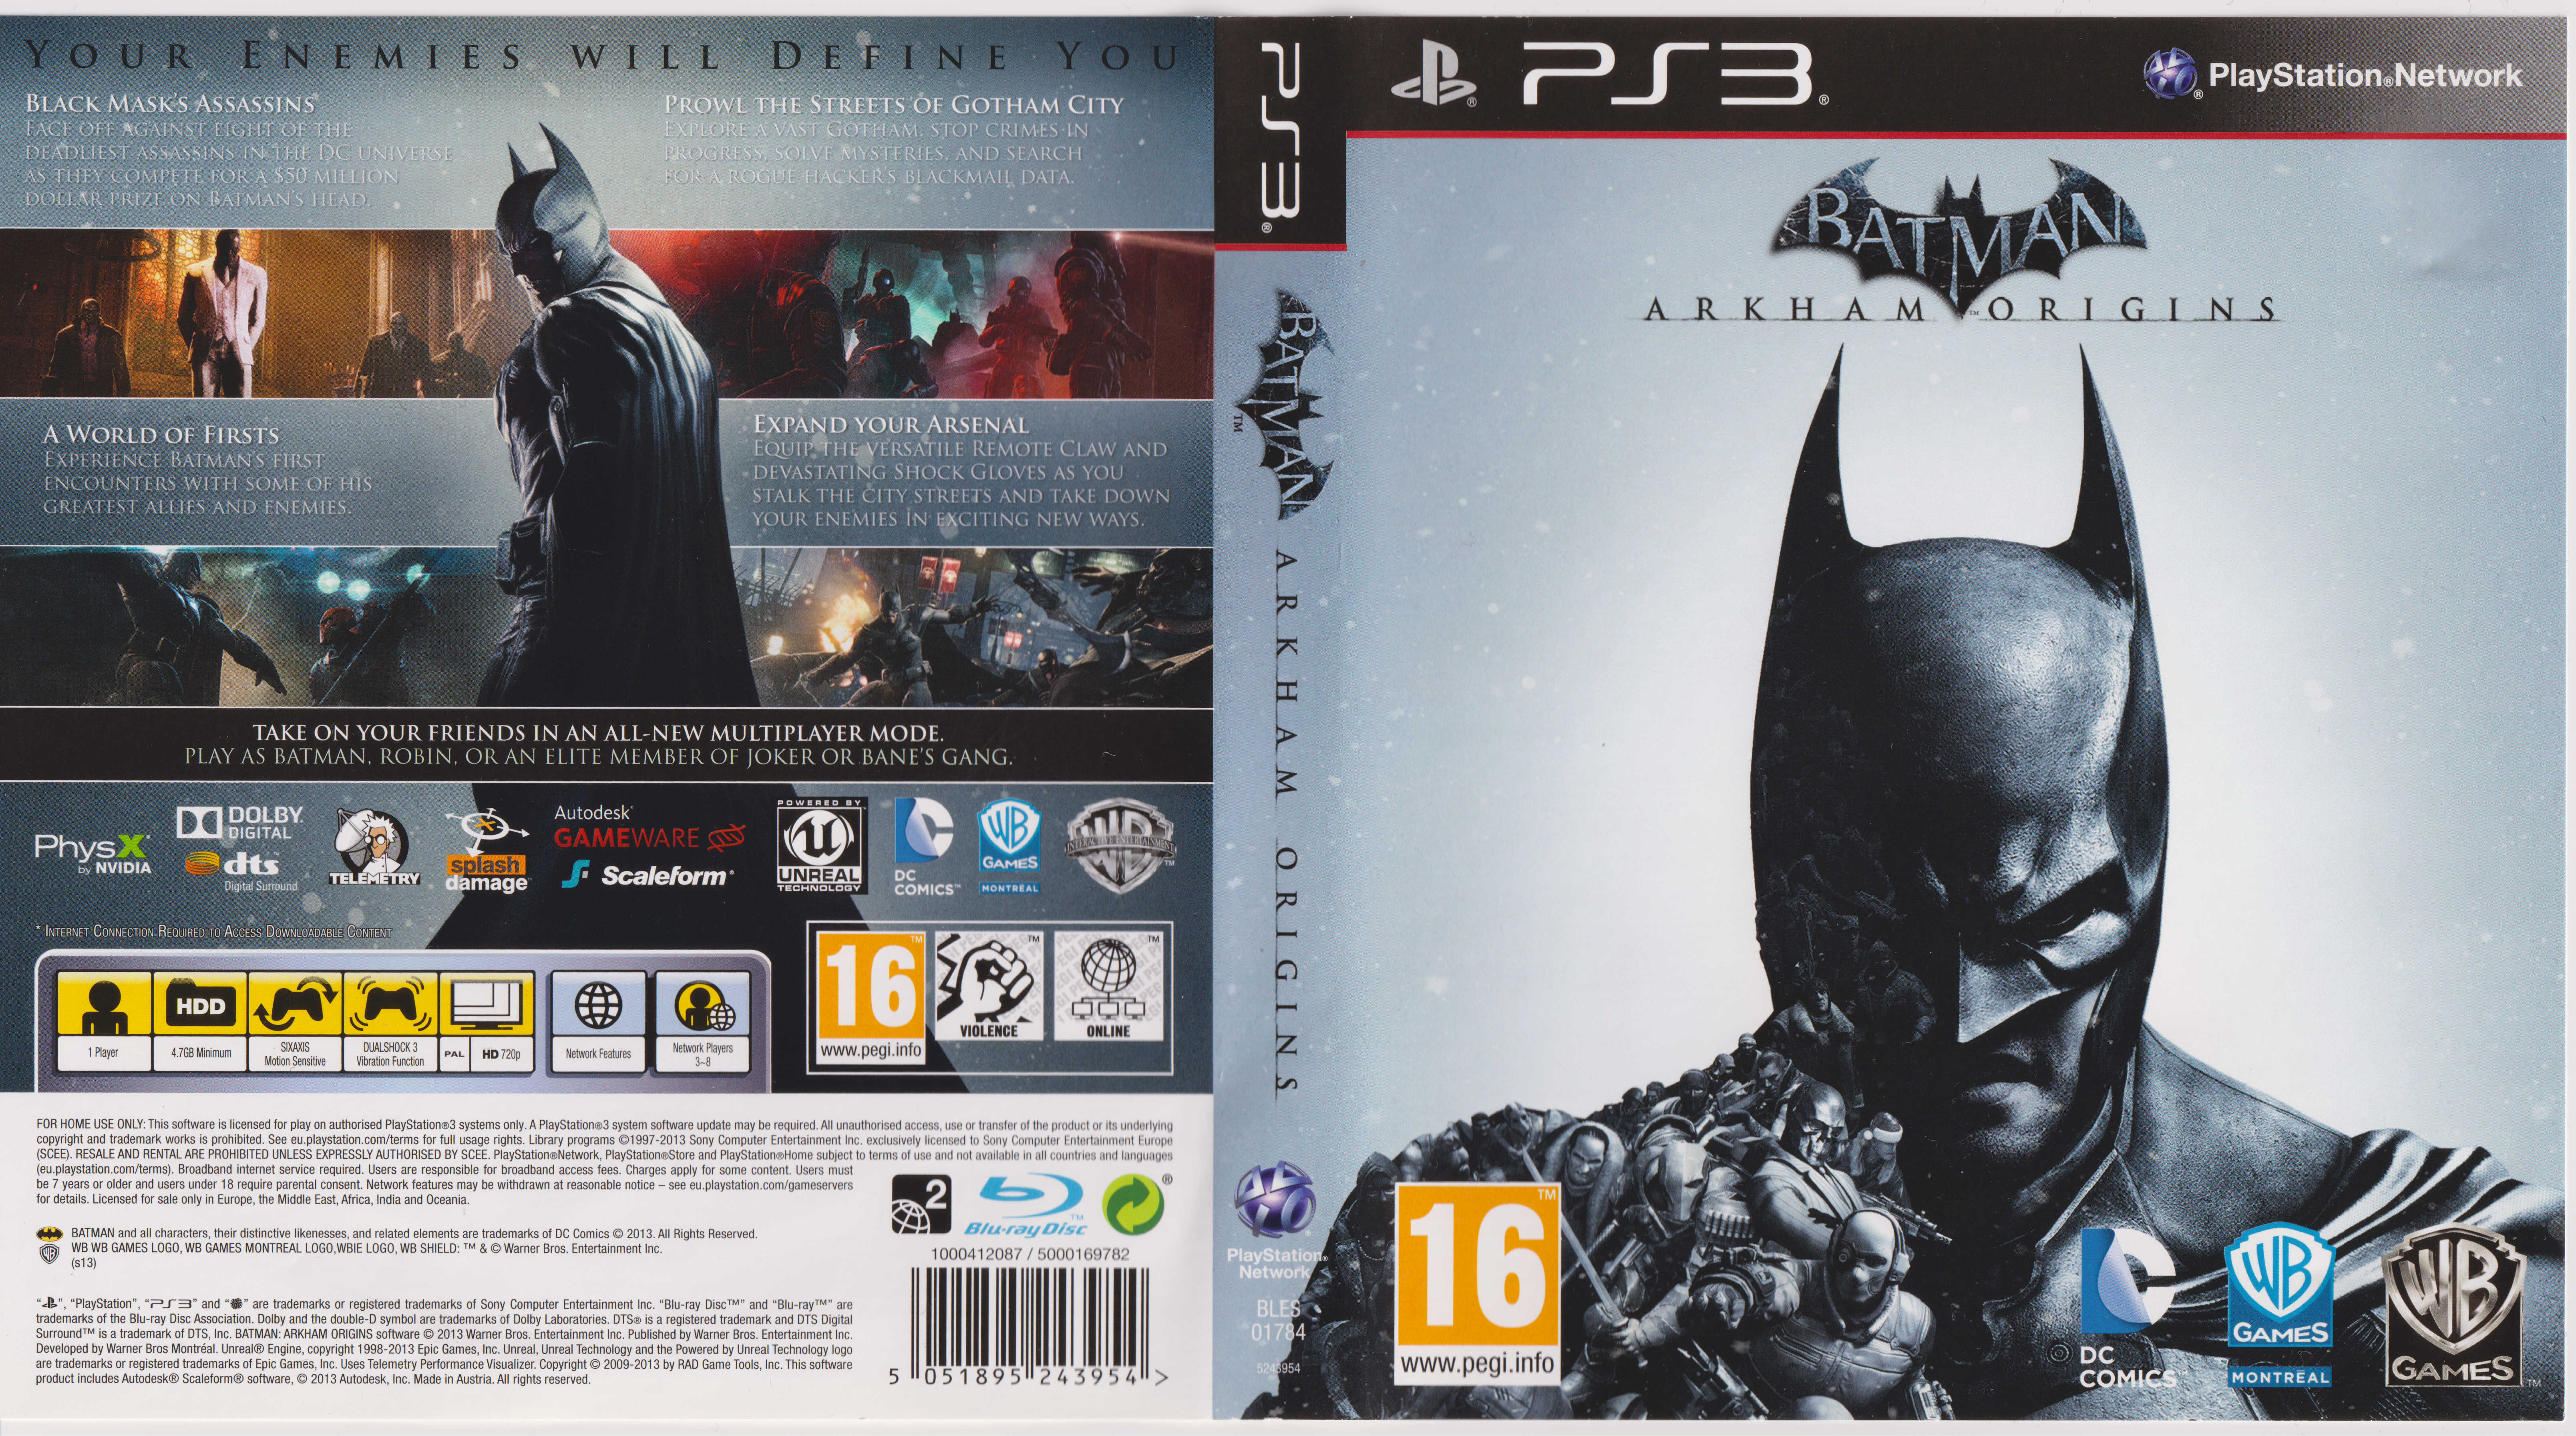 YOUR ENEMIES WILL DEFINE YOU
BLACK MASK'S ASSASSINS
FACE OFF AGAINST EIGHT OF THE
DEADLIEST ASSASSINS IN THE DC UNIVERSE
AS THEY COMPETE FOR A $50 MILLION
DOLLAR PRIZE ON BATMAN'S HEAD.
PROWL THE STREETS OF GOTHAM CITY
EXPLORE A VAST GOTHAM, STOP CRIMES IN
PROGRESS, SOLVE MYSTERIES, AND SEARCH
FOR A ROGUE HACKER'S BLACKMAIL DATA.
A WORLD OF FIRSTS
EXPERIENCE BATMAN'S FIRST
ENCOUNTERS WITH SOME OF HIS
GREATEST ALLIES AND ENEMIES.
EXPAND YOUR ARSENAL
EQUIP THE VERSATILE REMOTE CLAW AND
DEVASTATING SHOCK GLOVES AS YOU
STALK THE CITY STREETS AND TAKE DOWN
YOUR ENEMIES IN EXCITING NEW WAYS.
TAKE ON YOUR FRIENDS IN AN ALL-NEW MULTIPLAYER MODE.
PLAY AS BATMAN, ROBIN, OR AN ELITE MEMBER OF JOKER OR BANE'S GANG.
PhysX®
by NVIDIA
DOLBY.
DIGITAL
dts™
Digital Surround
TELEMETRY
splash
damage™
Autodesk®
GAMEWARE
Scaleform®
POWERED BY
UNREAL
TECHNOLOGY
DC
COMICS™
WB
GAMES
MONTRÉAL
WB
INTERACTIVE ENTERTAINMENT
™
* INTERNET CONNECTION REQUIRED TO ACCESS DOWNLOADABLE CONTENT
1 Player
HDD
4.7GB Minimum
SIXAXIS
Motion Sensitive
DUALSHOCK 3
Vibration Function
PAL HD 720p
Network Features
Network Players
3~8
16™
www.pegi.info
VIOLENCE
™
ONLINE
™
FOR HOME USE ONLY: This software is licensed for play on authorised PlayStation®3 systems only. A PlayStation®3 system software update may be required. All unauthorised access, use or transfer of the product or its underlying
copyright and trademark works is prohibited. See eu.playstation.com/terms for full usage rights. Library programs ©1997-2013 Sony Computer Entertainment Inc. exclusively licensed to Sony Computer Entertainment Europe
(SCEE). RESALE AND RENTAL ARE PROHIBITED UNLESS EXPRESSLY AUTHORISED BY SCEE. PlayStation®Network, PlayStation®Store and PlayStation®Home subject to terms of use and not available in all countries and languages
(eu.playstation.com/terms). Broadband internet service required. Users are responsible for broadband access fees. Charges apply for some content. Users must
be 7 years or older and users under 18 require parental consent. Network features may be withdrawn at reasonable notice – see eu.playstation.com/gameservers
for details. Licensed for sale only in Europe, the Middle East, Africa, India and Oceania.
BATMAN and all characters, their distinctive likenesses, and related elements are trademarks of DC Comics © 2013. All Rights Reserved.
WB WB GAMES LOGO, WB GAMES MONTREAL LOGO,WBIE LOGO, WB SHIELD: ™ & © Warner Bros. Entertainment Inc.
(s13)
"", "PlayStation", "PS3" and "" are trademarks or registered trademarks of Sony Computer Entertainment Inc. "Blu-ray Disc™" and "Blu-ray™" are
trademarks of the Blu-ray Disc Association. Dolby and the double-D symbol are trademarks of Dolby Laboratories. DTS® is a registered trademark and DTS Digital
Surround™ is a trademark of DTS, Inc. BATMAN: ARKHAM ORIGINS software © 2013 Warner Bros. Entertainment Inc. Published by Warner Bros. Entertainment Inc.
Developed by Warner Bros Montréal. Unreal® Engine, copyright 1998-2013 Epic Games, Inc. Unreal, Unreal Technology and the Powered by Unreal Technology logo
are trademarks or registered trademarks of Epic Games, Inc. Uses Telemetry Performance Visualizer. Copyright © 2009-2013 by RAD Game Tools, Inc. This software
product includes Autodesk® Scaleform® software, © 2013 Autodesk, Inc. Made in Austria. All rights reserved.
2
Blu-ray Disc™
®
1000412087 / 5000169782
5 051895 243954 >
PS3®
BATMAN™
ARKHAM ORIGINS
PlayStation®
Network
BLES
01784
5243954
PS3®
PlayStation®Network
BATMAN™
ARKHAM ORIGINS
16™
www.pegi.info
DC
COMICS™
WB
GAMES
MONTRÉAL
WB
GAMES™